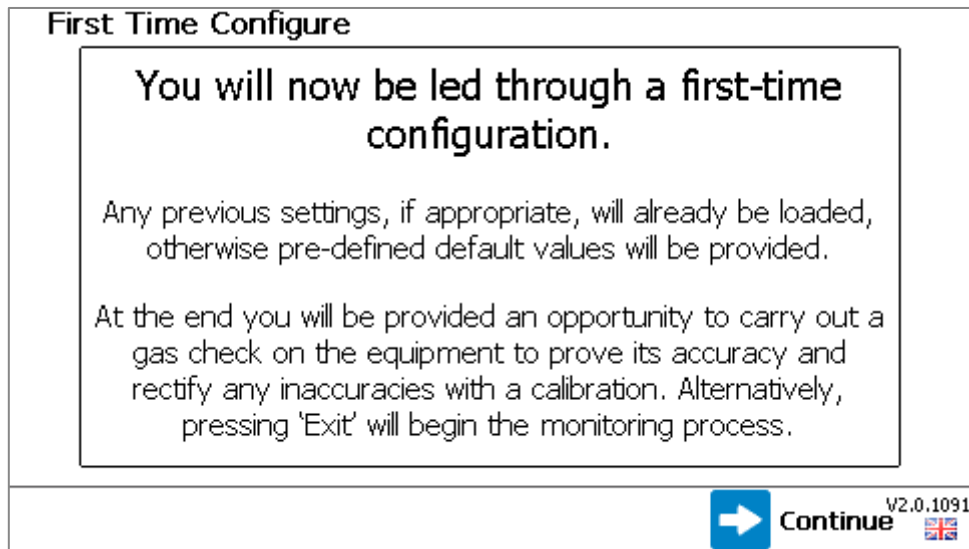 First Time Configure
You will now be led through a first-time
configuration.
Any previous settings, if appropriate, will already be loaded,
otherwise pre-defined default values will be provided.
At the end you will be provided an opportunity to carry out a
gas check on the equipment to prove its accuracy and
rectify any inaccuracies with a calibration. Alternatively,
pressing 'Exit' will begin the monitoring process.
Continue
V2.0.1091